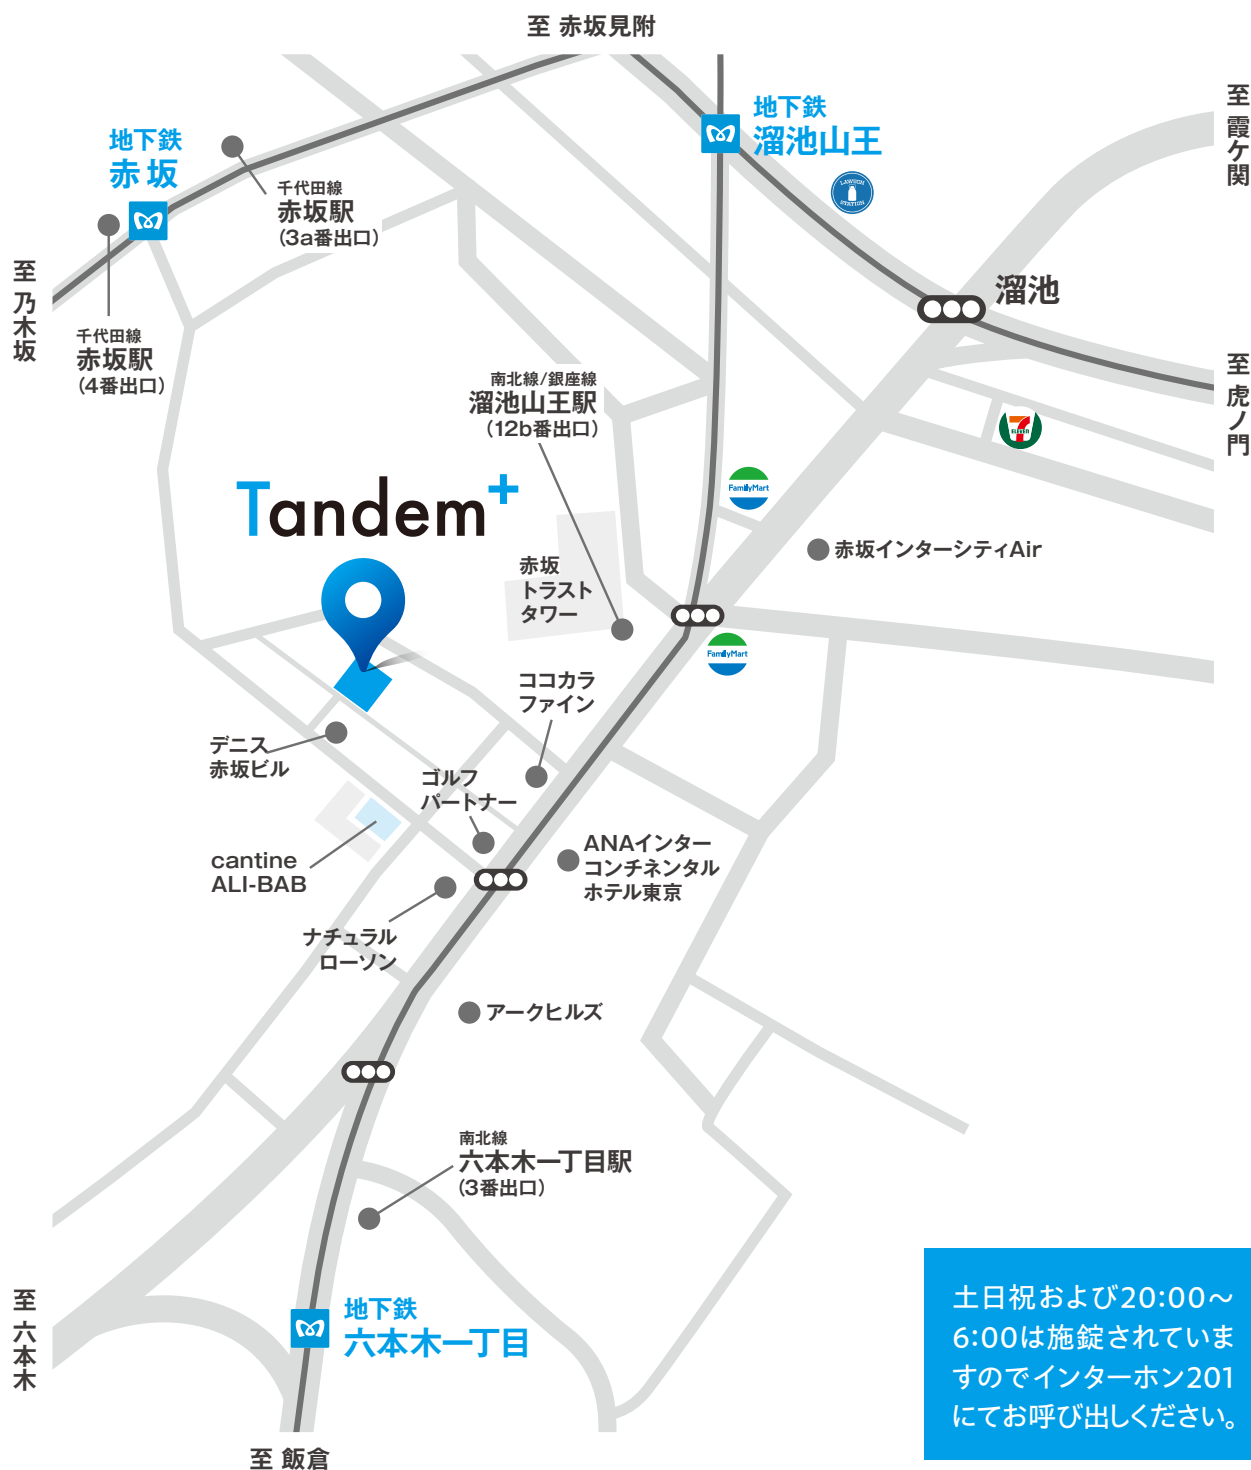 至 赤坂見附
地下鉄
溜池山王
LAWSON
STATION
至 霞ケ関
地下鉄
赤坂
千代田線
赤坂駅
(3a番出口)
至 乃木坂
千代田線
赤坂駅
(4番出口)
溜池
至 虎ノ門
南北線/銀座線
溜池山王駅
(12b番出口)
7
ELEVEN
FamilyMart
Tandem+
赤坂インターシティAir
赤坂
トラスト
タワー
FamilyMart
ココカラ
ファイン
デニス
赤坂ビル
ゴルフ
パートナー
cantine
ALI-BAB
ANAインター
コンチネンタル
ホテル東京
ナチュラル
ローソン
アークヒルズ
南北線
六本木一丁目駅
(3番出口)
至 六本木
地下鉄
六本木一丁目
至 飯倉
土日祝および20:00〜
6:00は施錠されていま
すのでインターホン201
にてお呼び出しください。